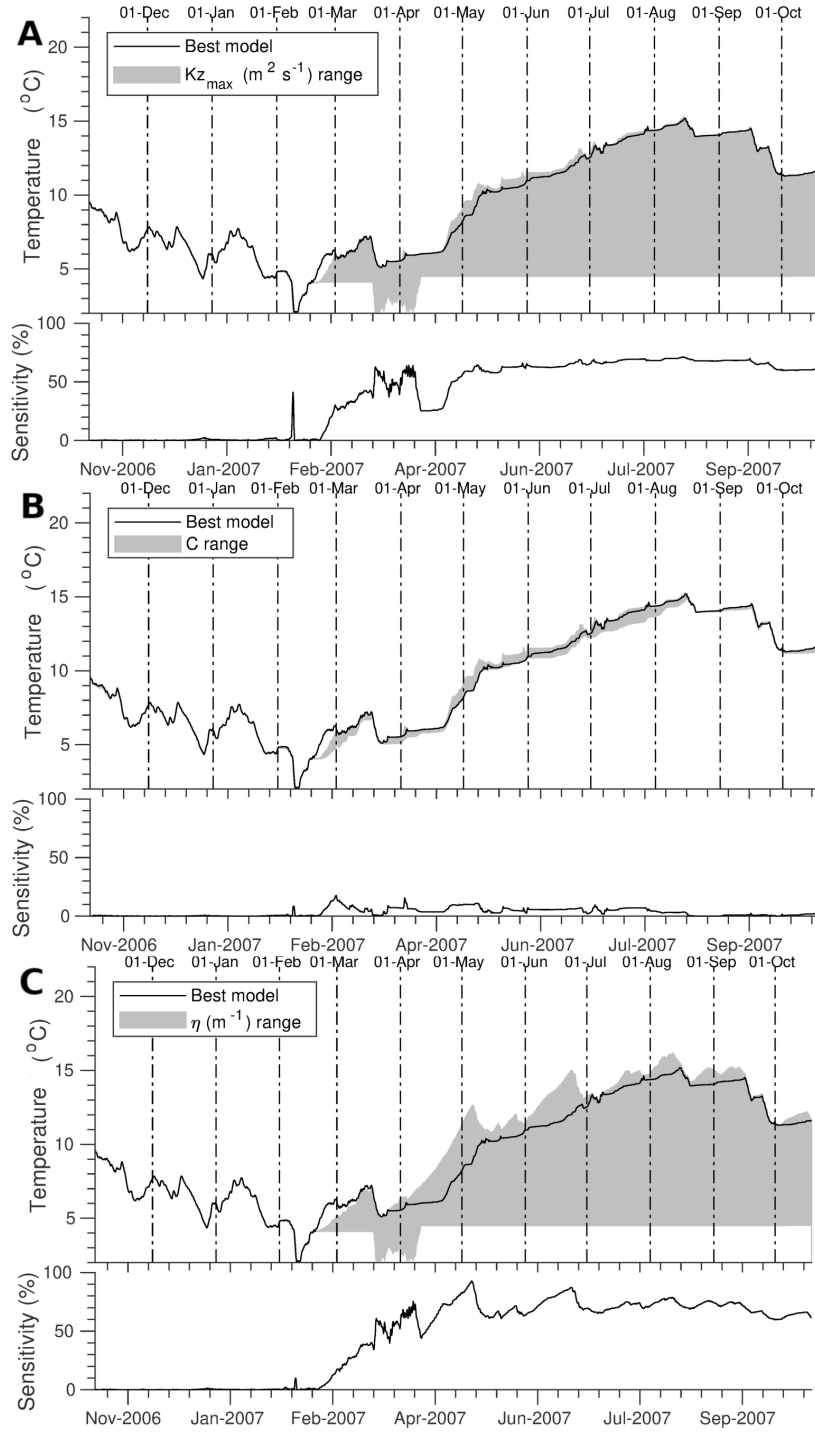 A
01-Dec 01-Jan 01-Feb 01-Mar 01-Apr 01-May 01-Jun 01-Jul 01-Aug 01-Sep 01-Oct
Best model
Kz_max (m^2 s^-1) range
Temperature (°C)
20
15
10
5
Sensitivity (%)
100
50
0
Nov-2006 Jan-2007 Feb-2007 Apr-2007 Jun-2007 Jul-2007 Sep-2007
B
01-Dec 01-Jan 01-Feb 01-Mar 01-Apr 01-May 01-Jun 01-Jul 01-Aug 01-Sep 01-Oct
Best model
C range
Temperature (°C)
20
15
10
5
Sensitivity (%)
100
50
0
Nov-2006 Jan-2007 Feb-2007 Apr-2007 Jun-2007 Jul-2007 Sep-2007
C
01-Dec 01-Jan 01-Feb 01-Mar 01-Apr 01-May 01-Jun 01-Jul 01-Aug 01-Sep 01-Oct
Best model
η (m^-1) range
Temperature (°C)
20
15
10
5
Sensitivity (%)
100
50
0
Nov-2006 Jan-2007 Feb-2007 Apr-2007 Jun-2007 Jul-2007 Sep-2007